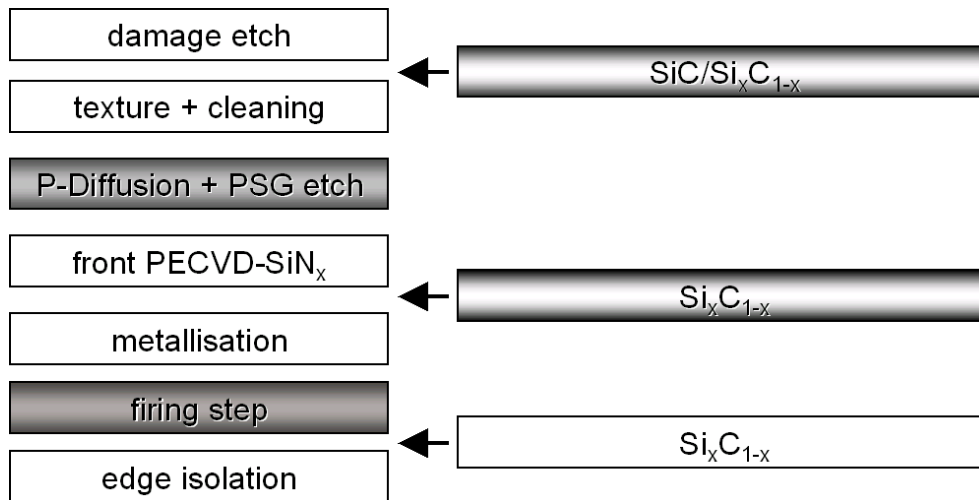 damage etch
texture + cleaning
P-Diffusion + PSG etch
front PECVD-SiNₓ
metallisation
firing step
edge isolation
SiC/SiₓC₁₋ₓ
SiₓC₁₋ₓ
SiₓC₁₋ₓ